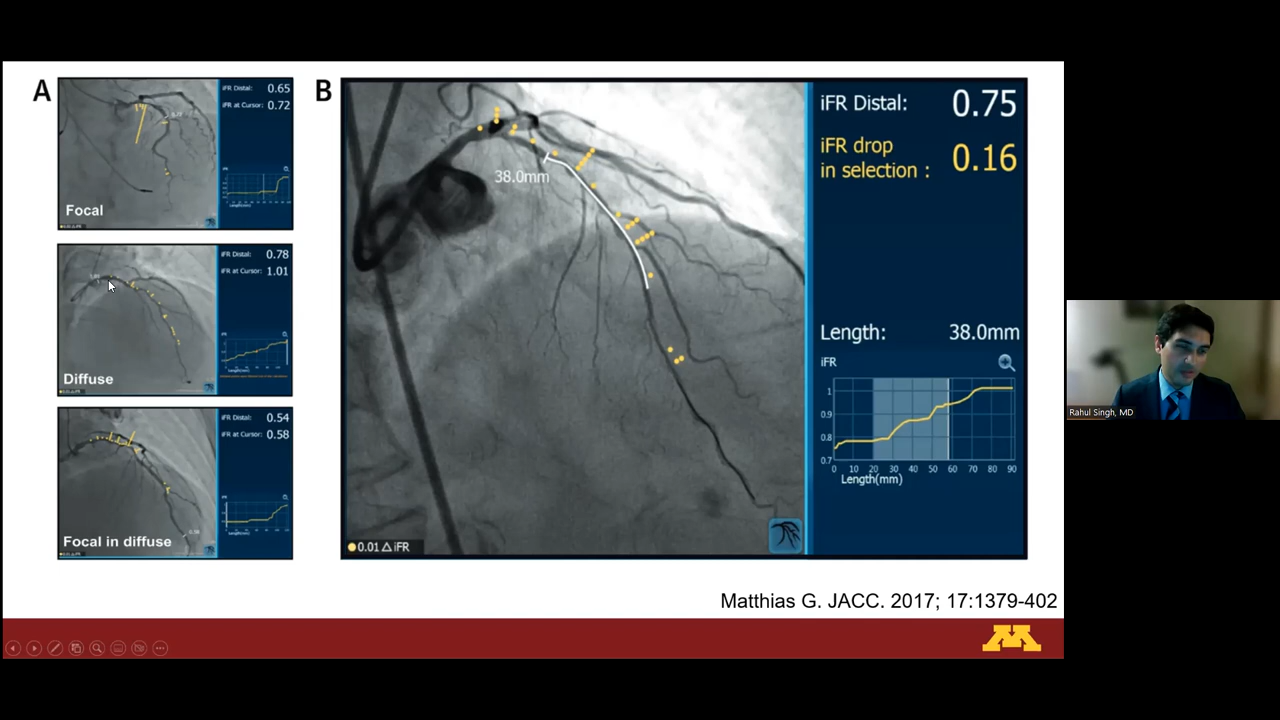 A
iFR Distal: 0.65
iFR at Cursor: 0.72
Focal
iFR Distal: 0.78
iFR at Cursor: 1.01
Diffuse
iFR Distal: 0.54
iFR at Cursor: 0.58
Focal in diffuse
B
38.0mm
0.01 △ iFR
iFR Distal: 0.75
iFR drop
in selection : 0.16
Length: 38.0mm
iFR
1
0.9
0.8
0.7
0 10 20 30 40 50 60 70 80 90
Length(mm)
Matthias G. JACC. 2017; 17:1379-402
M
Rahul Singh, MD